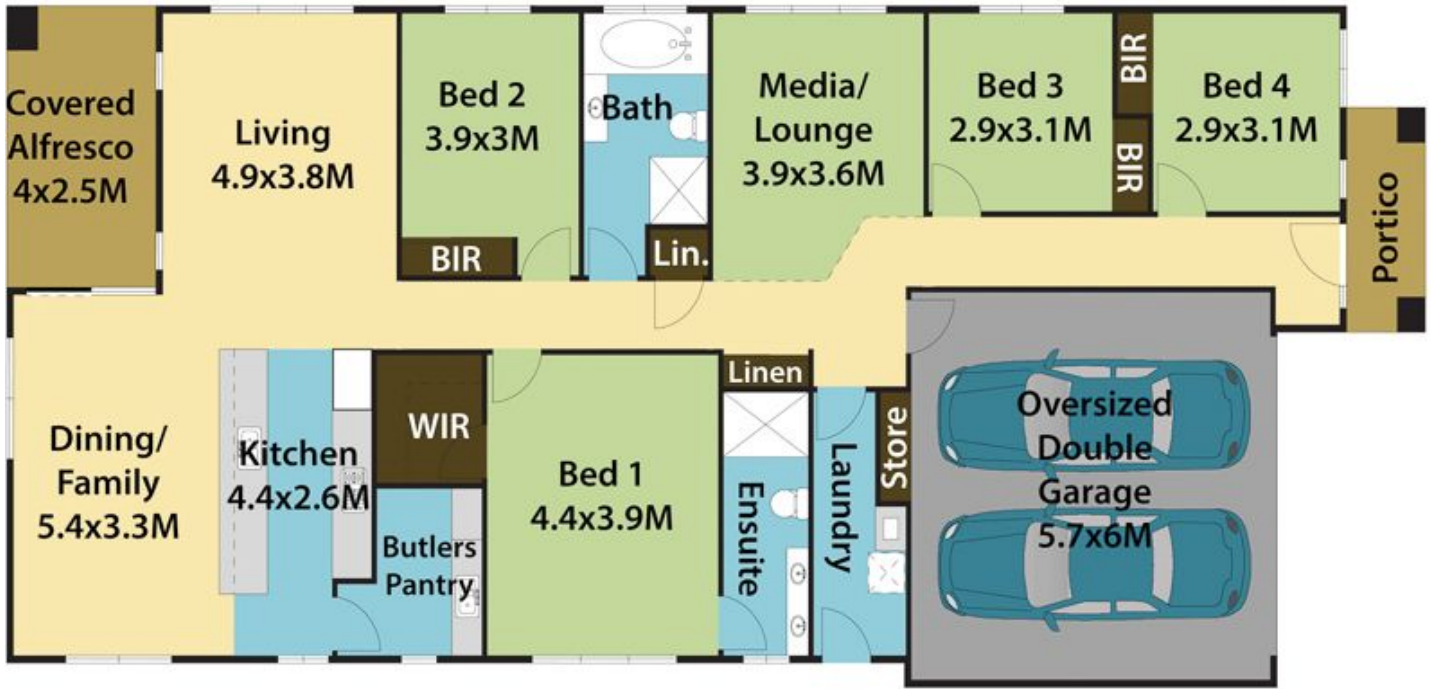 Covered
Alfresco
4x2.5M
Living
4.9x3.8M
Bed 2
3.9x3M
BIR
Bath
Lin.
Media/
Lounge
3.9x3.6M
Bed 3
2.9x3.1M
BIR
BIR
Bed 4
2.9x3.1M
Portico
Dining/
Family
5.4x3.3M
Kitchen
4.4x2.6M
WIR
Butlers
Pantry
Bed 1
4.4x3.9M
Linen
Ensuite
Laundry
Store
Oversized
Double
Garage
5.7x6M